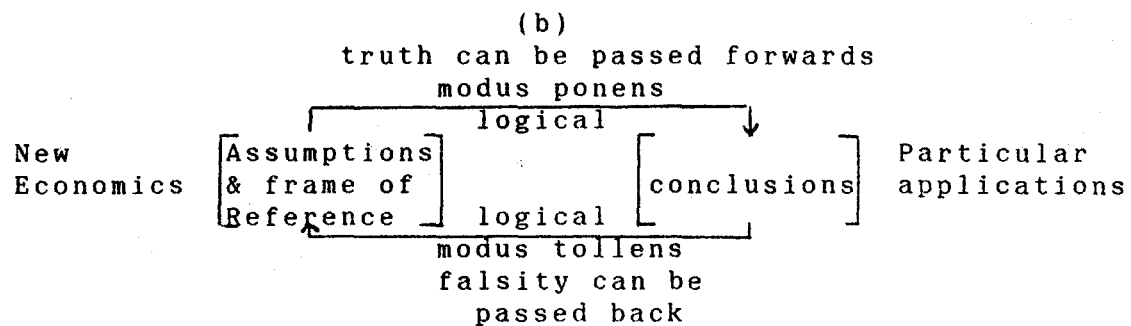 (b)
truth can be passed forwards
modus ponens
logical
New Economics
Assumptions & frame of Reference
conclusions
Particular applications
logical
modus tollens
falsity can be
passed back